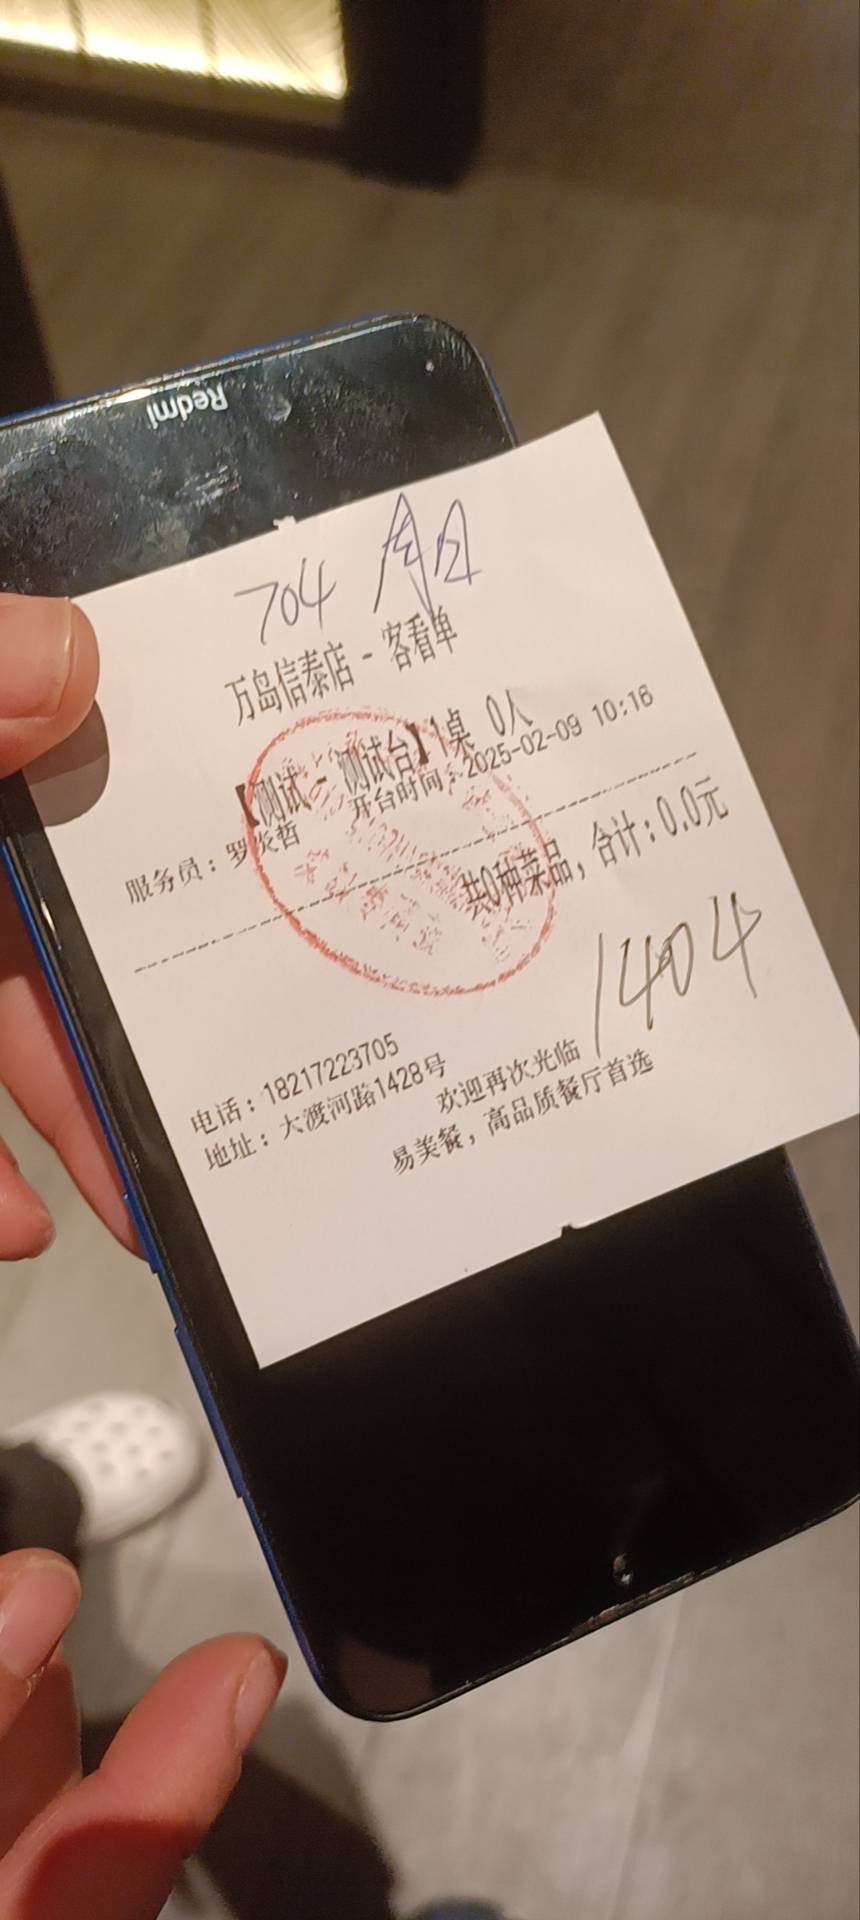 Redmi
704
万岛信泰店 - 客看单
【测试 - 测试台】1桌 0人
服务员：罗炎哲 开台时间：2025-02-09 10:16
共0种菜品，合计：0.0元
1404
电话：18217223705
地址：大渡河路1428号
欢迎再次光临
易美餐，高品质餐厅首选